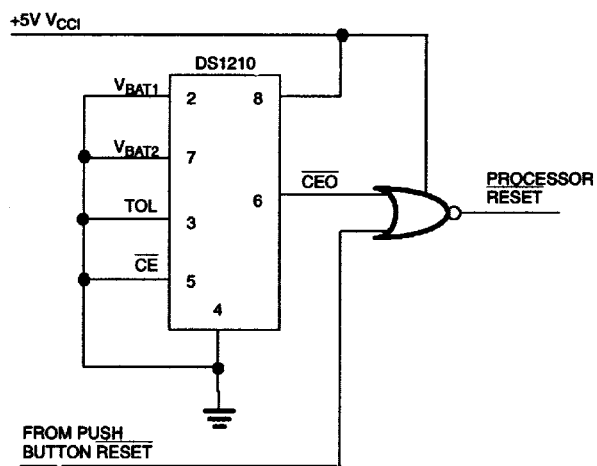 +5V VCCI
DS1210
VBAT1
2
8
VBAT2
7
CEO
6
PROCESSOR
RESET
TOL
3
CE
5
4
FROM PUSH
BUTTON RESET